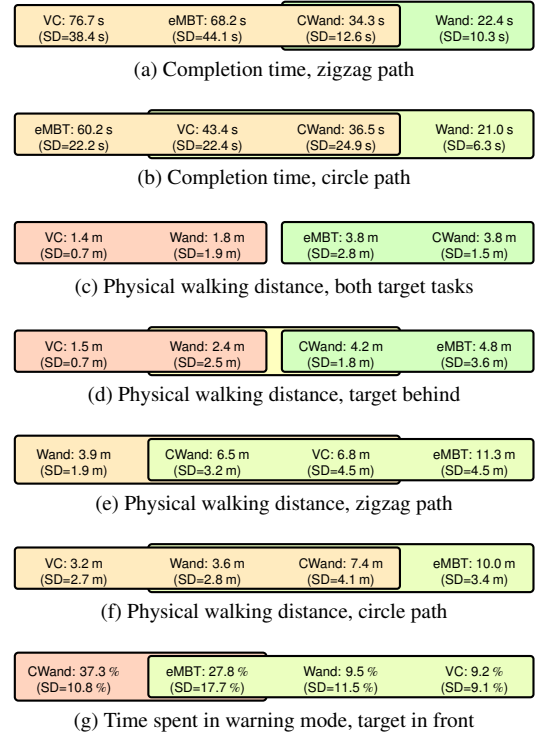 VC: 76.7 s eMBT: 68.2 s CWand: 34.3 s Wand: 22.4 s
(SD=38.4 s) (SD=44.1 s) (SD=12.6 s) (SD=10.3 s)
(a) Completion time, zigzag path
eMBT: 60.2 s VC: 43.4 s CWand: 36.5 s Wand: 21.0 s
(SD=22.2 s) (SD=22.4 s) (SD=24.9 s) (SD=6.3 s)
(b) Completion time, circle path
VC: 1.4 m Wand: 1.8 m eMBT: 3.8 m CWand: 3.8 m
(SD=0.7 m) (SD=1.9 m) (SD=2.8 m) (SD=1.5 m)
(c) Physical walking distance, both target tasks
VC: 1.5 m Wand: 2.4 m CWand: 4.2 m eMBT: 4.8 m
(SD=0.7 m) (SD=2.5 m) (SD=1.8 m) (SD=3.6 m)
(d) Physical walking distance, target behind
Wand: 3.9 m CWand: 6.5 m VC: 6.8 m eMBT: 11.3 m
(SD=1.9 m) (SD=3.2 m) (SD=4.5 m) (SD=4.5 m)
(e) Physical walking distance, zigzag path
VC: 3.2 m Wand: 3.6 m CWand: 7.4 m eMBT: 10.0 m
(SD=2.7 m) (SD=2.8 m) (SD=4.1 m) (SD=3.4 m)
(f) Physical walking distance, circle path
CWand: 37.3 % eMBT: 27.8 % Wand: 9.5 % VC: 9.2 %
(SD=10.8 %) (SD=17.7 %) (SD=11.5 %) (SD=9.1 %)
(g) Time spent in warning mode, target in front